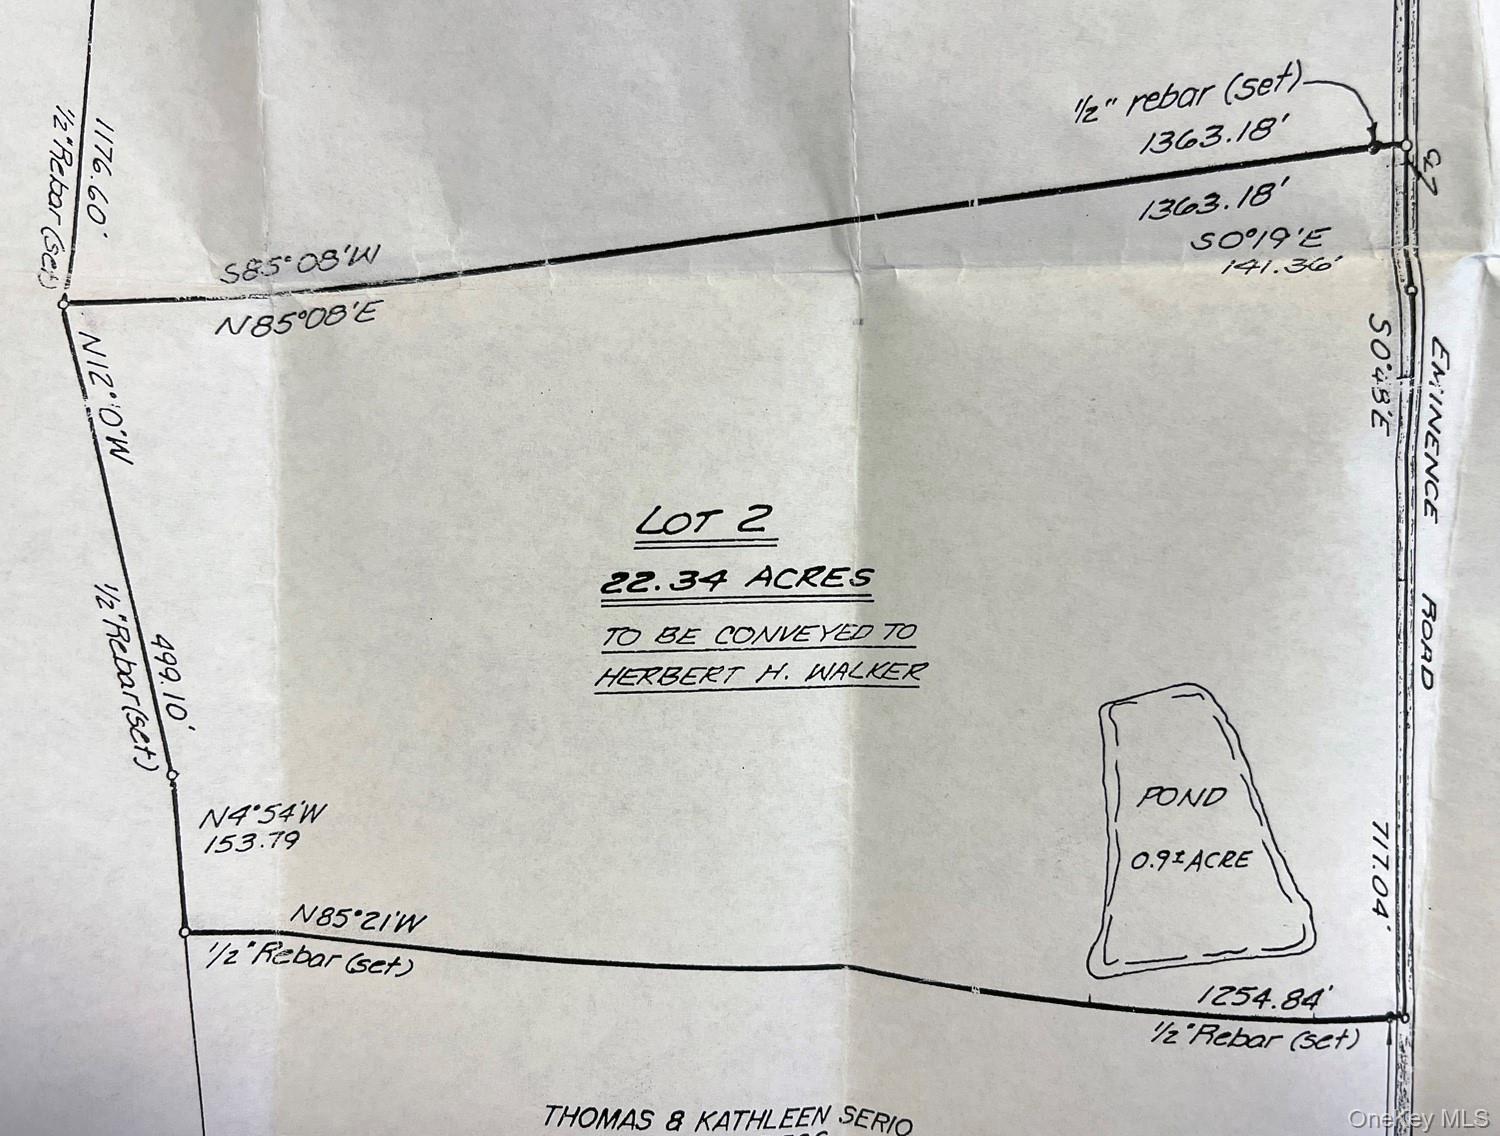 ½" rebar (set)
1363.18'
1176.60'
½"Rebar (set)
1363.18'
S0°19'E
141.36'
S85°08'W
N85°08'E
N12°0'W
S0°48'E
EMINENCE ROAD
LOT 2
22.34 ACRES
TO BE CONVEYED TO
HERBERT H. WALKER
499.10'
½"Rebar(set)
POND
0.9± ACRE
N4°54'W
153.79
717.04'
N85°21'W
½" Rebar (set)
1254.84'
½"Rebar (set)
THOMAS & KATHLEEN SERIO
OneKey MLS